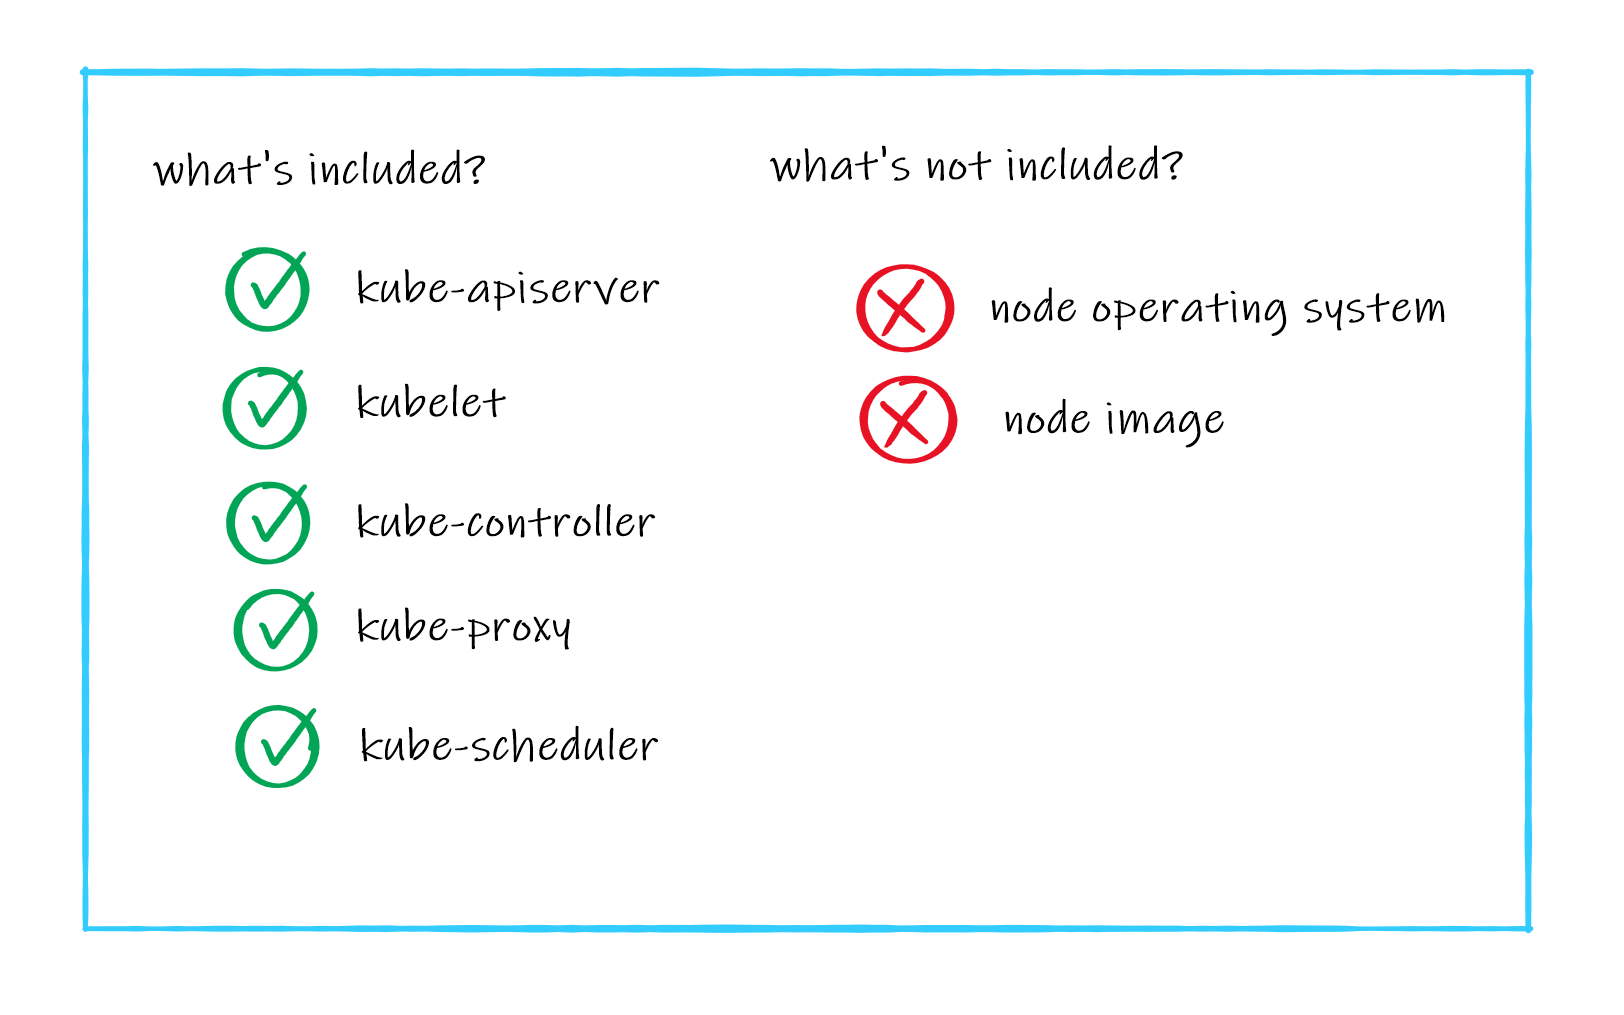 what's included?
kube-apiserver
kubelet
kube-controller
kube-proxy
kube-scheduler
what's not included?
node operating system
node image